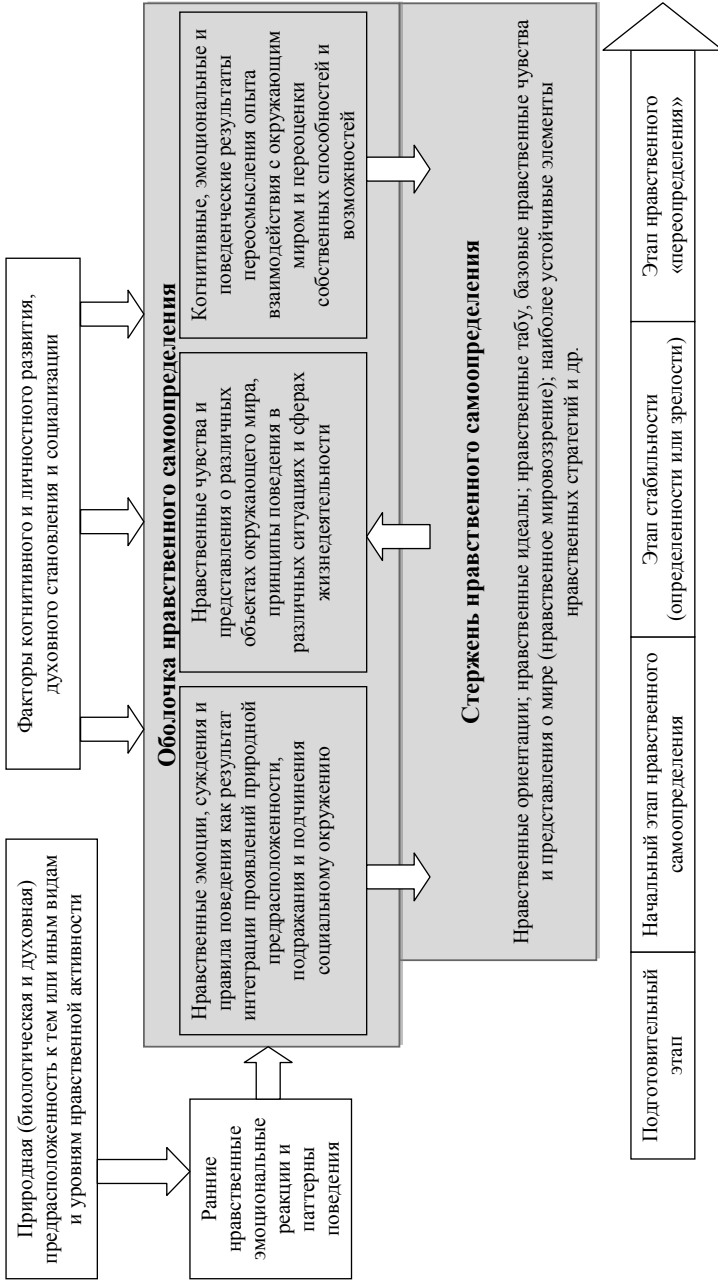 Природная (биологическая и духовная)
предрасположенность к тем или иным видам
и уровням нравственной активности
Факторы когнитивного и личностного развития,
духовного становления и социализации
Ранние
нравственные
эмоциональные
реакции и
паттерны
поведения
Оболочка нравственного самоопределения
Нравственные эмоции, суждения и
правила поведения как результат
интеграции проявлений природной
предрасположенности,
подражания и подчинения
социальному окружению
Нравственные чувства и
представления о различных
объектах окружающего мира,
принципы поведения в
различных ситуациях и сферах
жизнедеятельности
Когнитивные, эмоциональные и
поведенческие результаты
переосмысления опыта
взаимодействия с окружающим
миром и переоценки
собственных способностей и
возможностей
Стержень нравственного самоопределения
Нравственные ориентации; нравственные идеалы; нравственные табу, базовые нравственные чувства
и представления о мире (нравственное мировоззрение); наиболее устойчивые элементы
нравственных стратегий и др.
Подготовительный
этап
Начальный этап нравственного
самоопределения
Этап стабильности
(определенности или зрелости)
Этап нравственного
«переопределения»